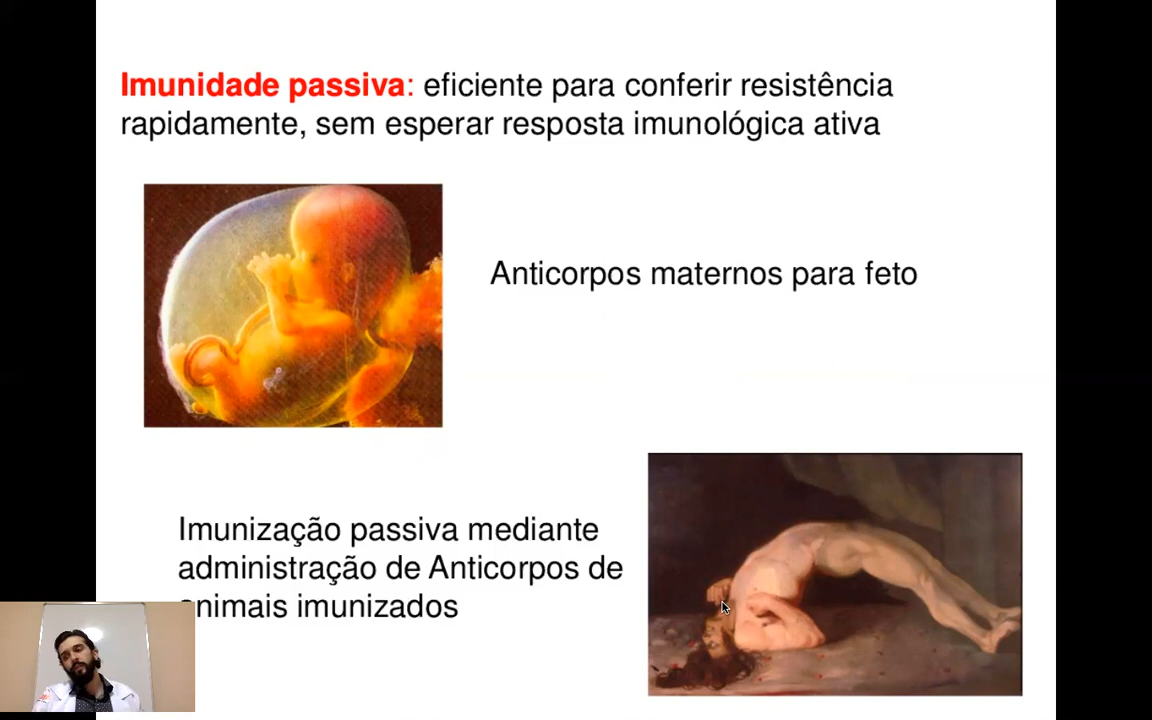 Imunidade passiva: eficiente para conferir resistência
rapidamente, sem esperar resposta imunológica ativa
Anticorpos maternos para feto
Imunização passiva mediante
administração de Anticorpos de
animais imunizados